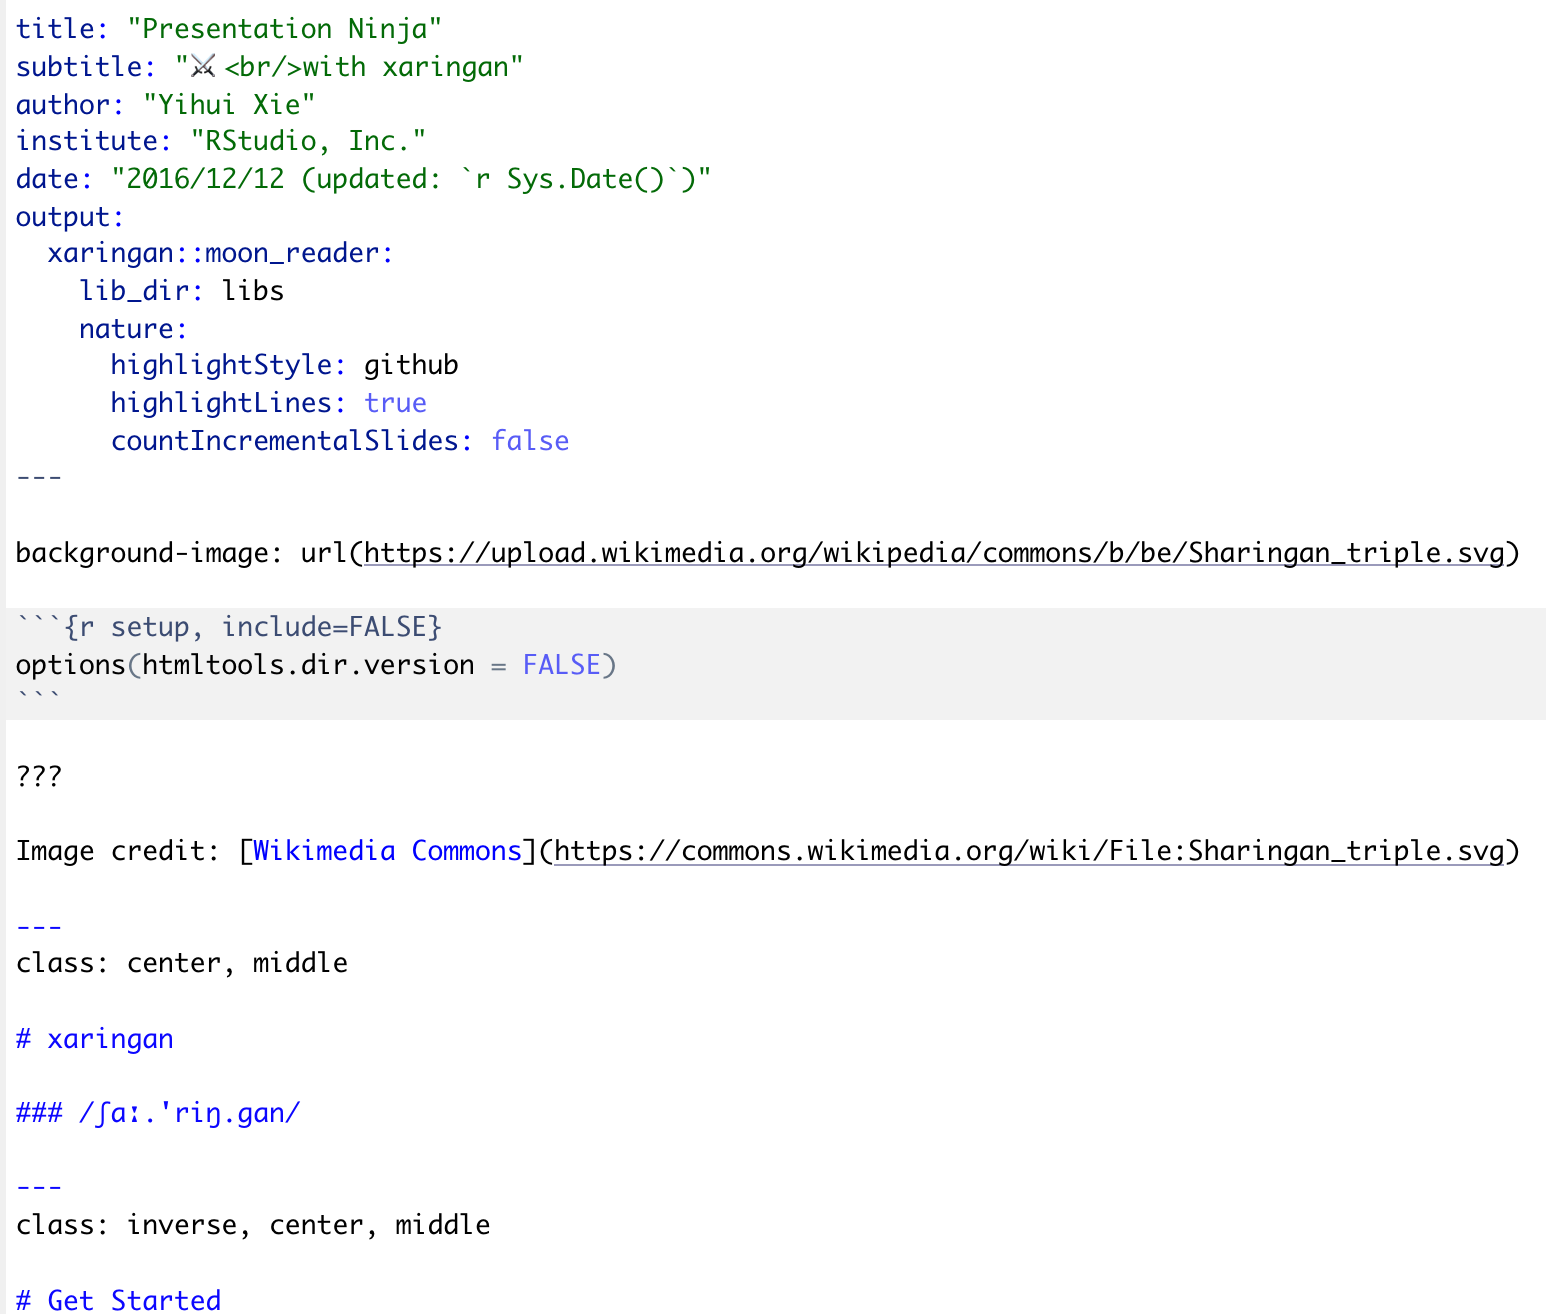 title: "Presentation Ninja"
subtitle: "⚔ <br/>with xaringan"
author: "Yihui Xie"
institute: "RStudio, Inc."
date: "2016/12/12 (updated: `r Sys.Date()`)"
output:
  xaringan::moon_reader:
    lib_dir: libs
    nature:
      highlightStyle: github
      highlightLines: true
      countIncrementalSlides: false
---
background-image: url(https://upload.wikimedia.org/wikipedia/commons/b/be/Sharingan_triple.svg)
```{r setup, include=FALSE}
options(htmltools.dir.version = FALSE)
```
???
Image credit: [Wikimedia Commons](https://commons.wikimedia.org/wiki/File:Sharingan_triple.svg)
---
class: center, middle
# xaringan
### /ʃaː.'riŋ.gan/
---
class: inverse, center, middle
# Get Started